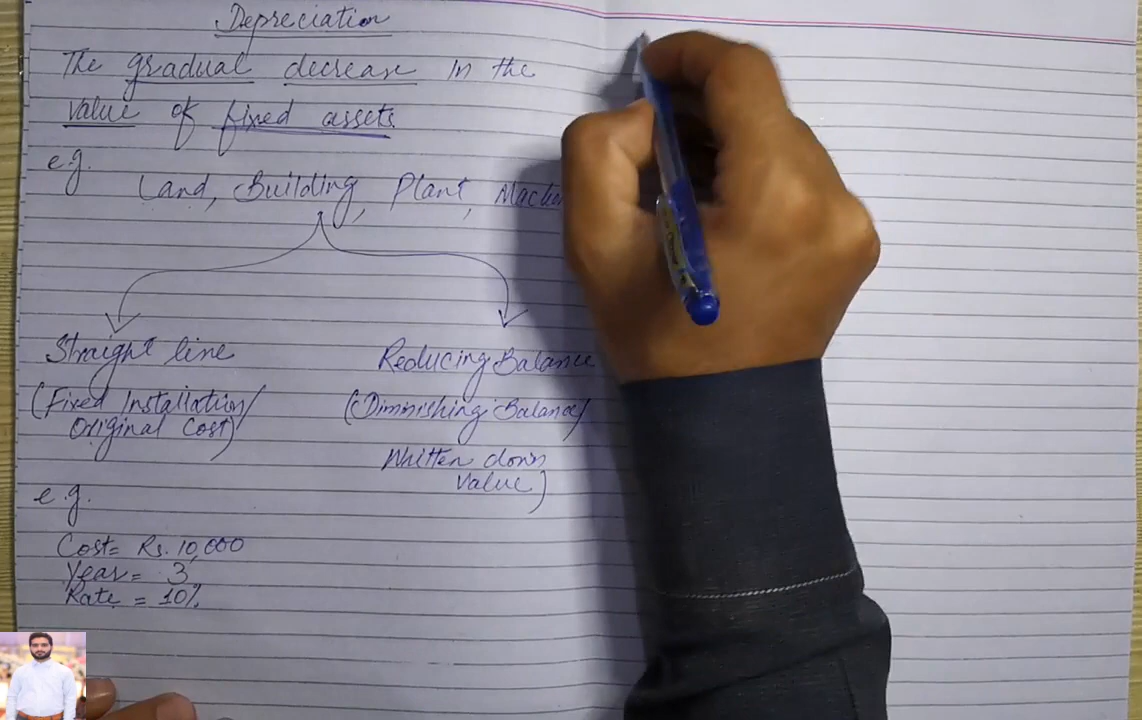 Depreciation
The gradual decrease in the
value of fixed assets.
e.g.
Land, Building, Plant,
Straight line
(Fixed Installation/
Original Cost)
Reducing Balance
(Diminishing Balance/
Written down
Value)
e.g.
Cost= Rs. 10,000
Year= 3
Rate = 10%